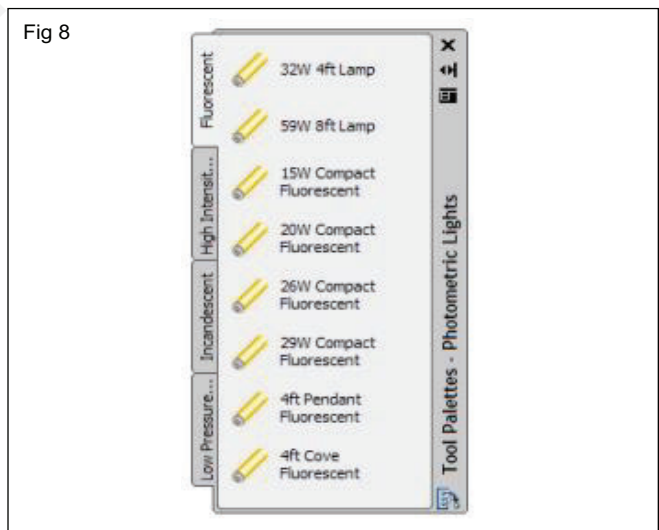 Fig 8
Fluorescent
High Intensit...
Incandescent
Low Pressure...
32W 4ft Lamp
59W 8ft Lamp
15W Compact
Fluorescent
20W Compact
Fluorescent
26W Compact
Fluorescent
29W Compact
Fluorescent
4ft Pendant
Fluorescent
4ft Cove
Fluorescent
Tool Palettes - Photometric Lights